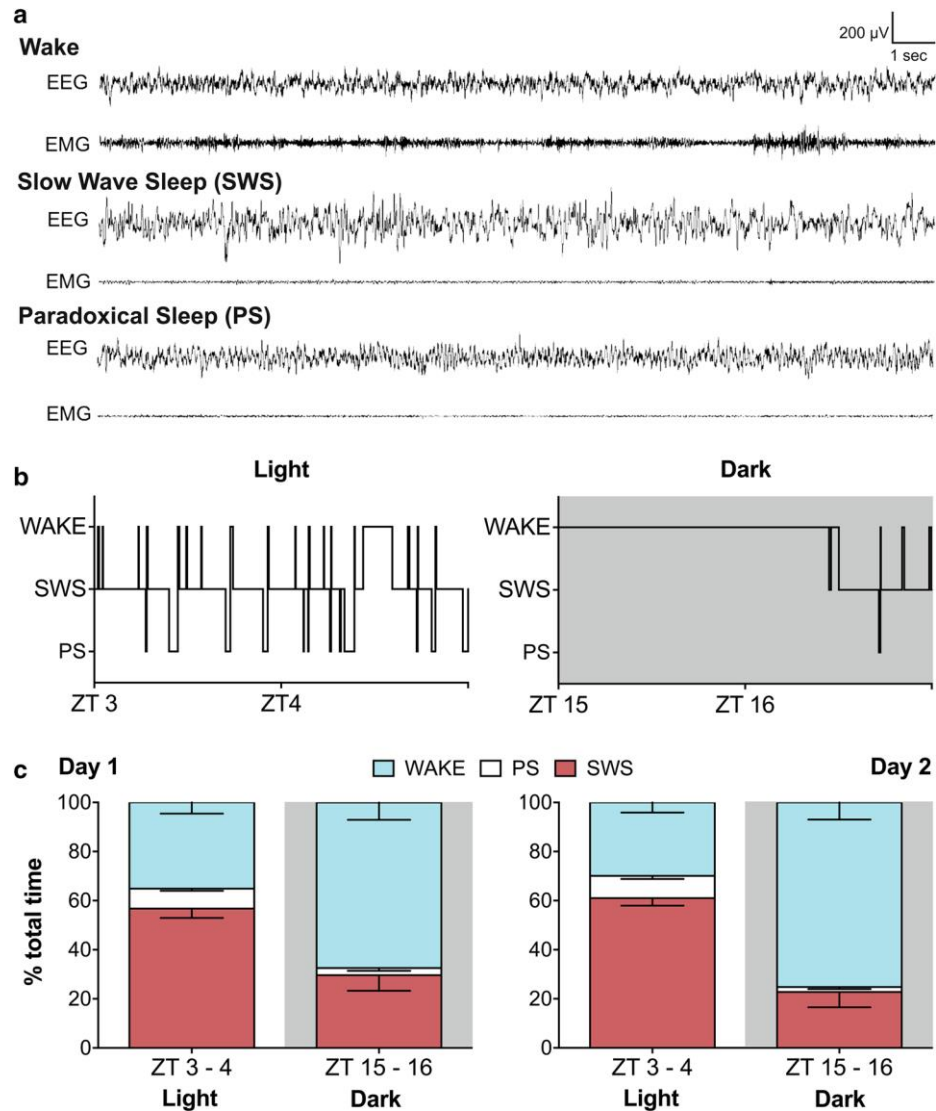 a
200 µV
1 sec
Wake
EEG
EMG
Slow Wave Sleep (SWS)
EEG
EMG
Paradoxical Sleep (PS)
EEG
EMG
b
Light
Dark
WAKE
SWS
PS
ZT 3
ZT4
WAKE
SWS
PS
ZT 15
ZT 16
c
Day 1
WAKE
PS
SWS
Day 2
% total time
100
80
60
40
20
0
ZT 3 - 4
Light
ZT 15 - 16
Dark
100
80
60
40
20
0
ZT 3 - 4
Light
ZT 15 - 16
Dark